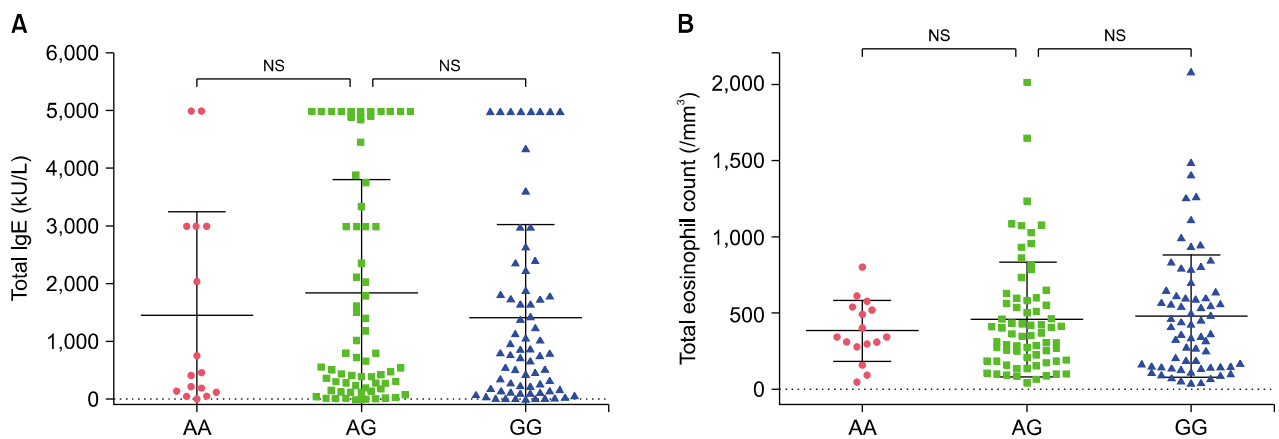 A
Total IgE (kU/L)
6,000
5,000
4,000
3,000
2,000
1,000
0
NS
NS
AA
AG
GG
B
Total eosinophil count (/mm³)
2,000
1,500
1,000
500
0
NS
NS
AA
AG
GG